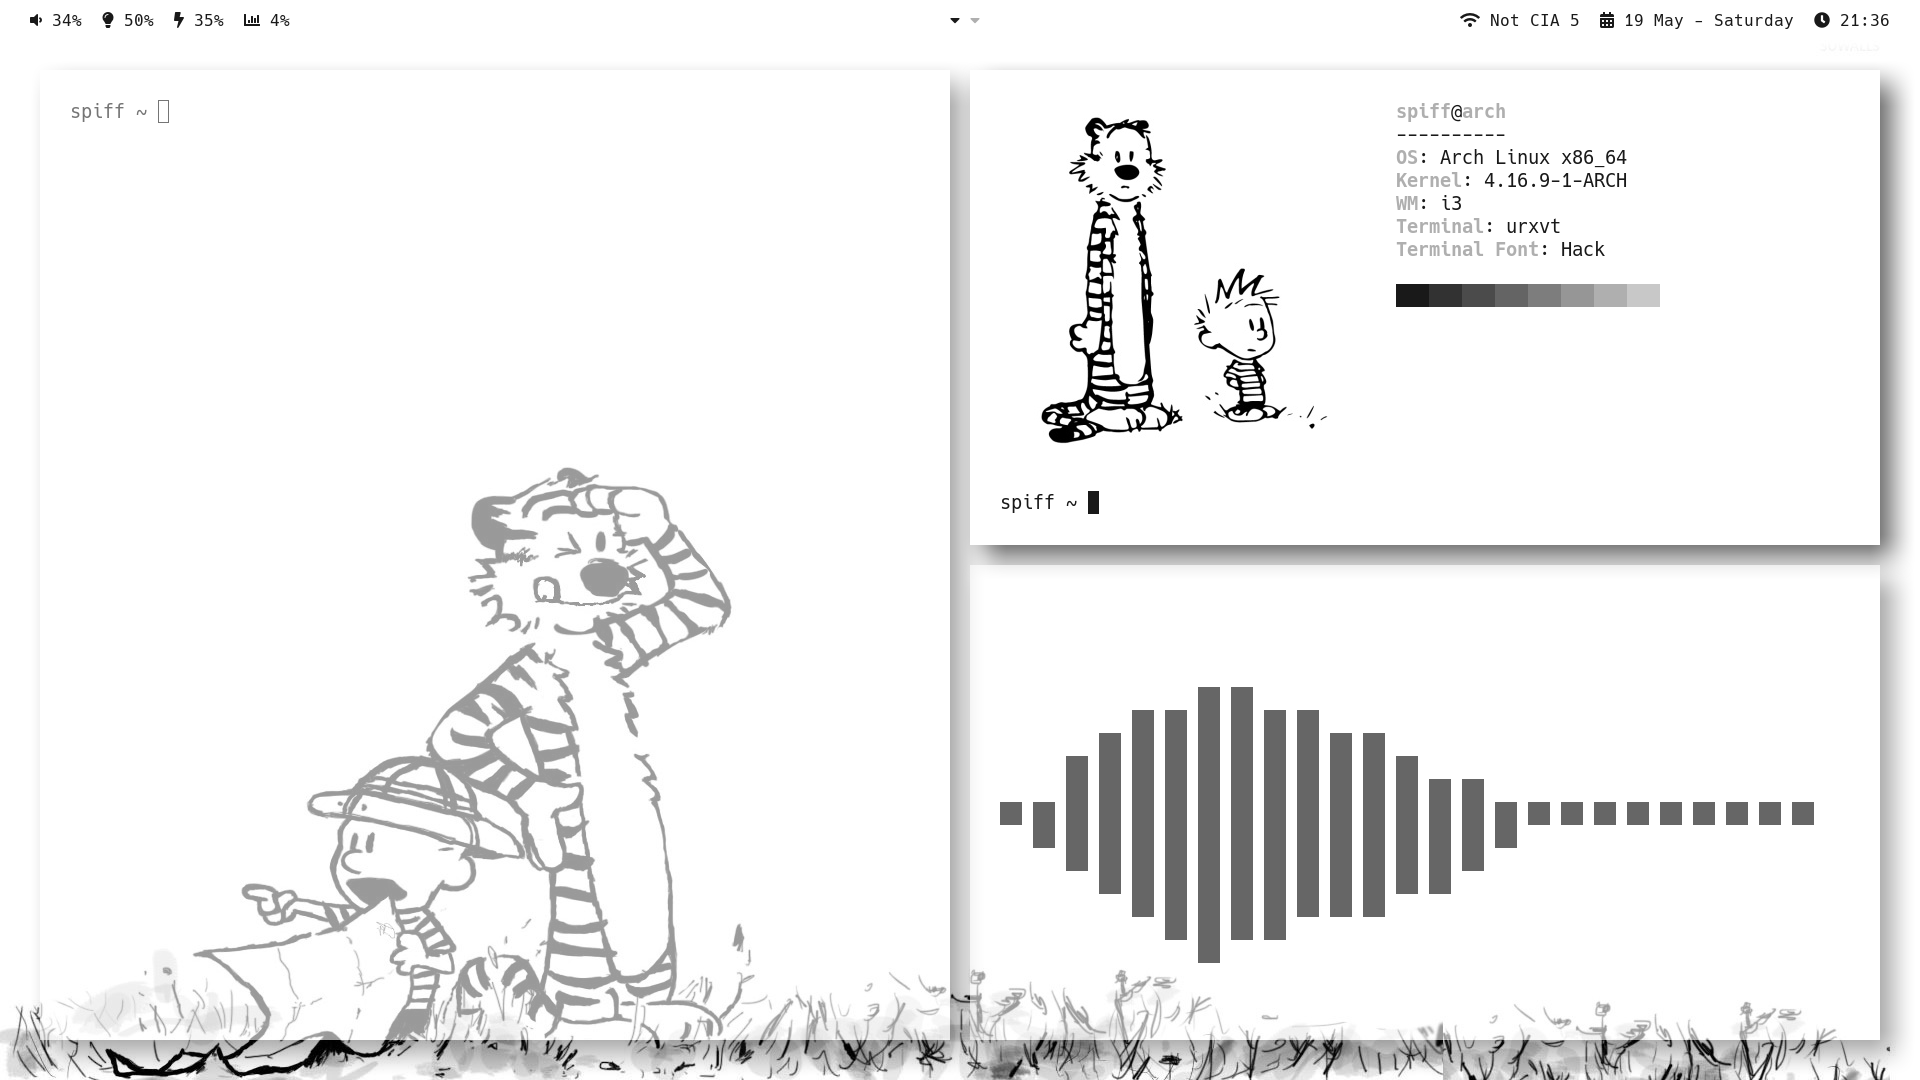 34% 50% 35% 4% Not CIA 5 19 May - Saturday 21:36
spiff ~
spiff@arch
----------
OS: Arch Linux x86_64
Kernel: 4.16.9-1-ARCH
WM: i3
Terminal: urxvt
Terminal Font: Hack
spiff ~